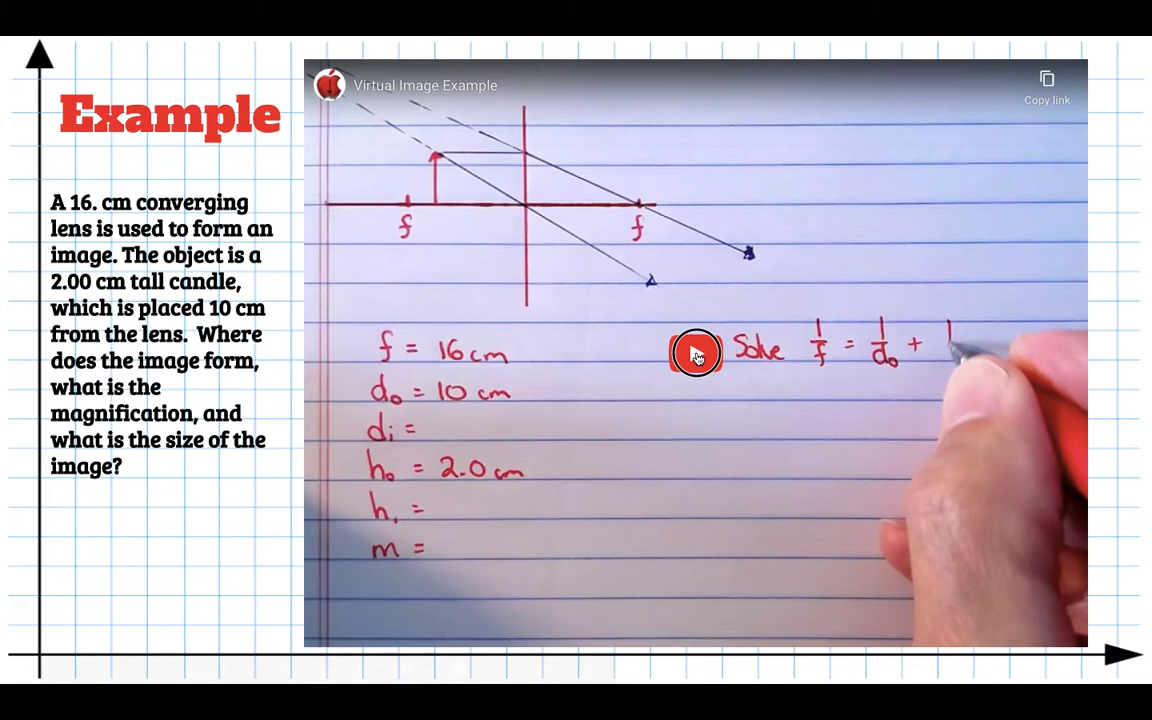 Example
A 16. cm converging
lens is used to form an
image. The object is a
2.00 cm tall candle,
which is placed 10 cm
from the lens. Where
does the image form,
what is the
magnification, and
what is the size of the
image?
Virtual Image Example
Copy link
f
f
f = 16 cm
Solve 1/f = 1/do +
do = 10 cm
di =
ho = 2.0 cm
hi =
m =